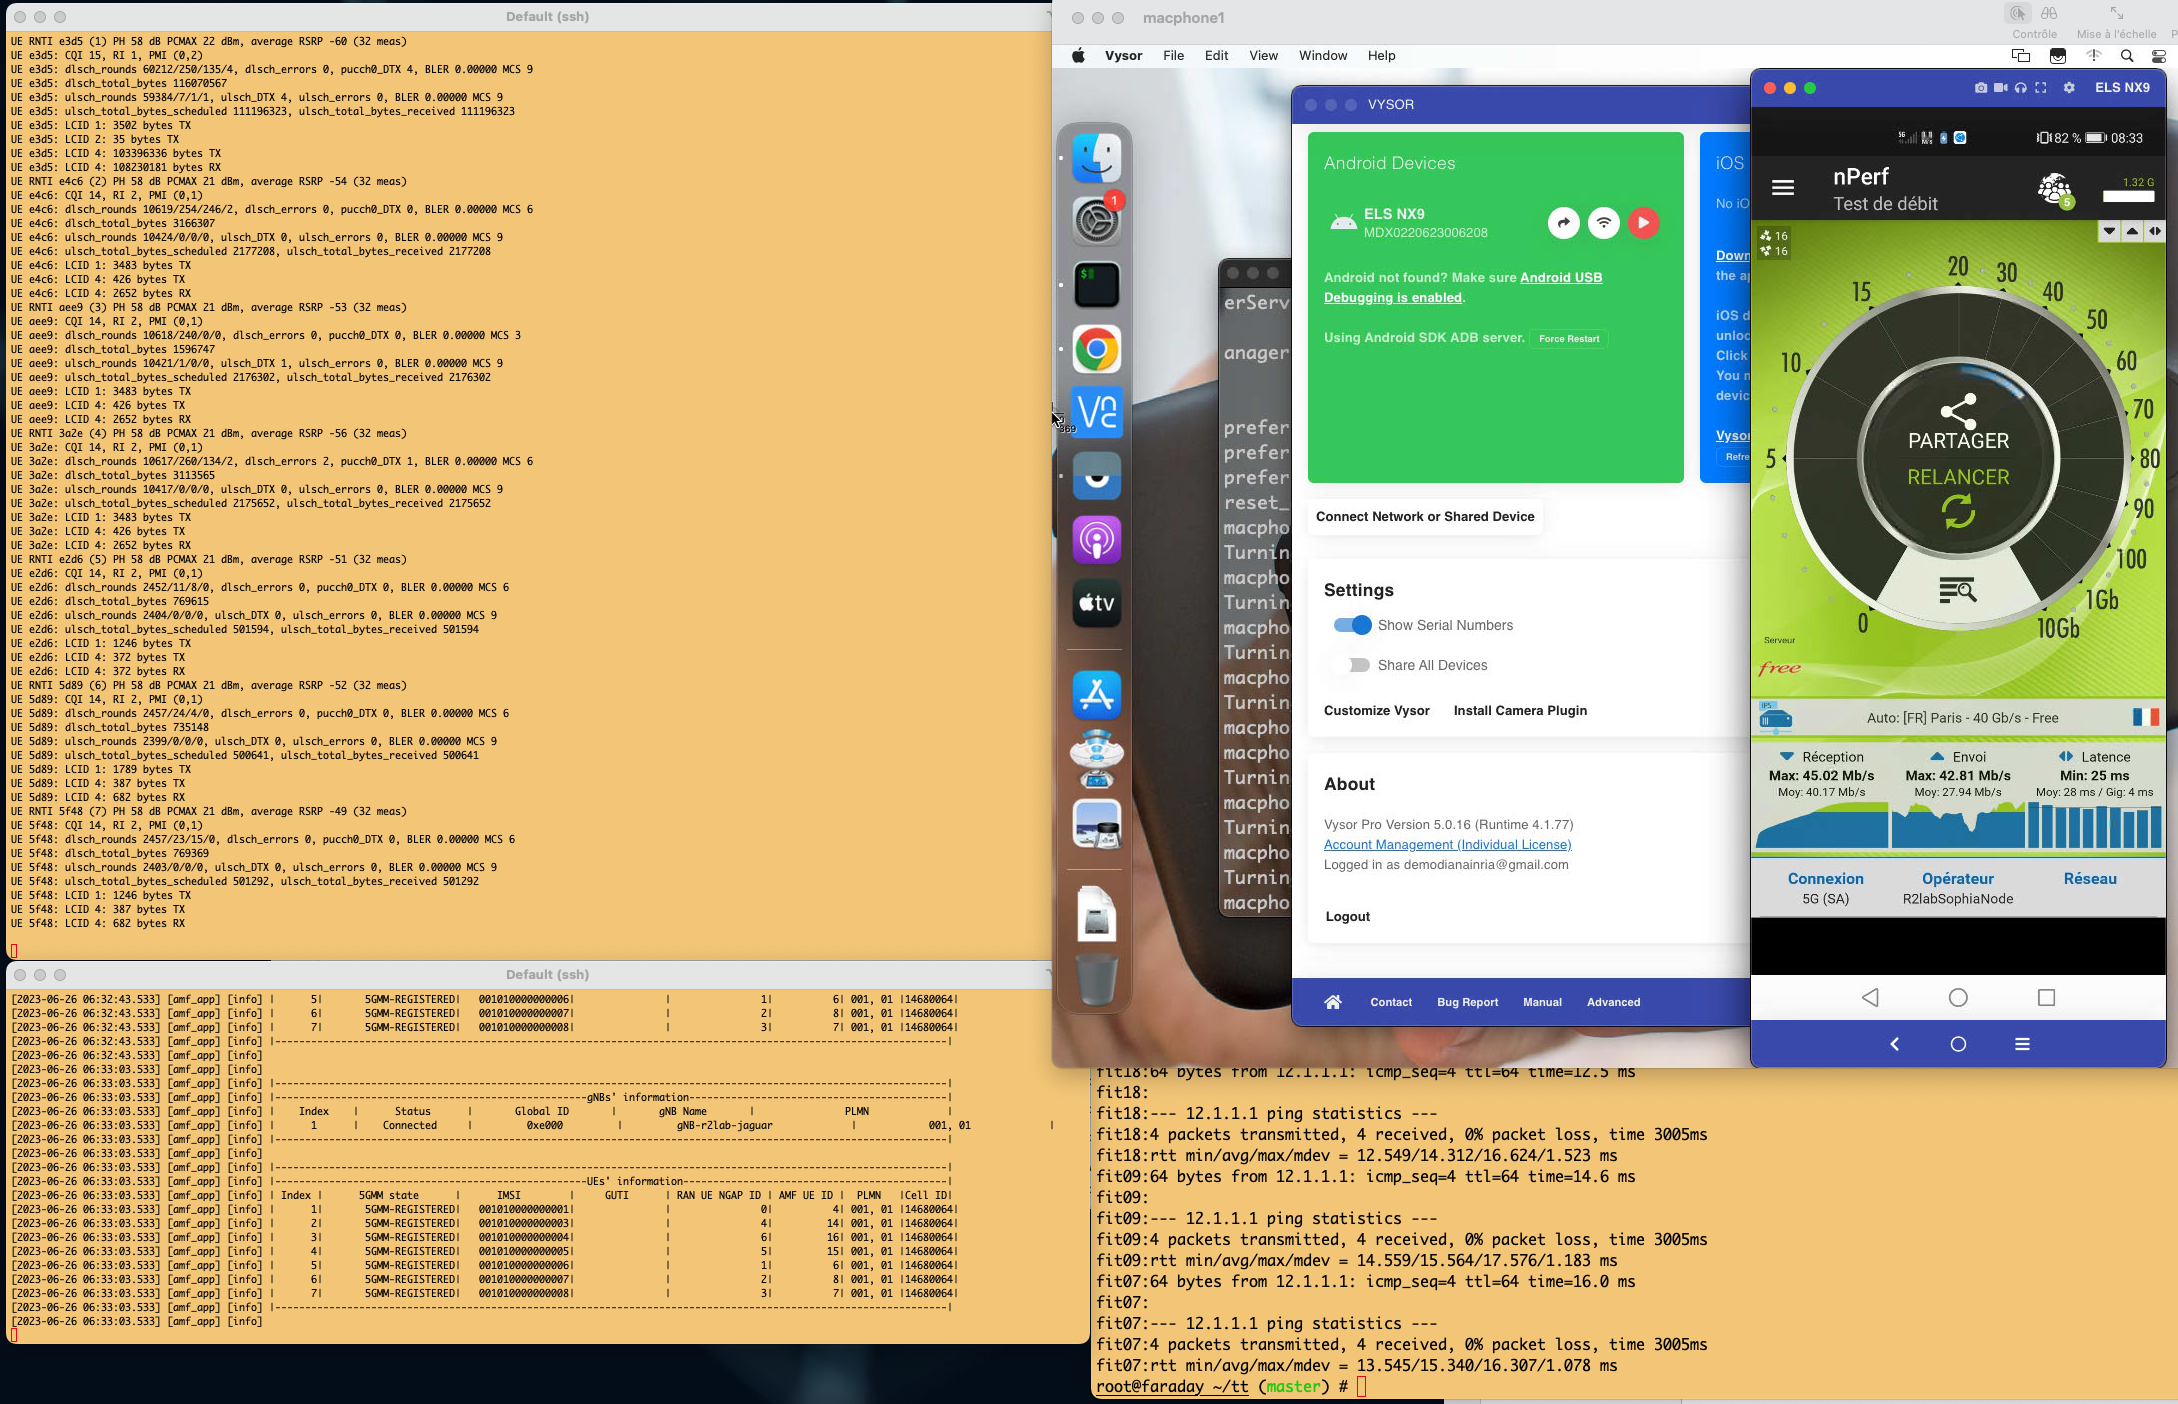 Default (ssh)
UE RNTI e3d5 (1) PH 58 dB PCMAX 22 dBm, average RSRP -60 (32 meas)
UE e3d5: CQI 15, RI 1, PMI (0,2)
UE e3d5: dlsch_rounds 60212/250/135/4, dlsch_errors 0, pucch0_DTX 4, BLER 0.00000 MCS 9
UE e3d5: dlsch_total_bytes 116070567
UE e3d5: ulsch_rounds 59384/7/1/1, ulsch_DTX 4, ulsch_errors 0, BLER 0.00000 MCS 9
UE e3d5: ulsch_total_bytes_scheduled 111196323, ulsch_total_bytes_received 111196323
UE e3d5: LCID 1: 3502 bytes TX
UE e3d5: LCID 2: 35 bytes TX
UE e3d5: LCID 4: 103396336 bytes TX
UE e3d5: LCID 4: 108230181 bytes RX
UE RNTI e4c6 (2) PH 58 dB PCMAX 21 dBm, average RSRP -54 (32 meas)
UE e4c6: CQI 14, RI 2, PMI (0,1)
UE e4c6: dlsch_rounds 10619/254/246/2, dlsch_errors 0, pucch0_DTX 0, BLER 0.00000 MCS 6
UE e4c6: dlsch_total_bytes 3166307
UE e4c6: ulsch_rounds 10424/0/0/0, ulsch_DTX 0, ulsch_errors 0, BLER 0.00000 MCS 9
UE e4c6: ulsch_total_bytes_scheduled 2177208, ulsch_total_bytes_received 2177208
UE e4c6: LCID 1: 3483 bytes TX
UE e4c6: LCID 4: 426 bytes TX
UE e4c6: LCID 4: 2652 bytes RX
UE RNTI aee9 (3) PH 58 dB PCMAX 21 dBm, average RSRP -53 (32 meas)
UE aee9: CQI 14, RI 2, PMI (0,1)
UE aee9: dlsch_rounds 10618/240/0/0, dlsch_errors 0, pucch0_DTX 0, BLER 0.00000 MCS 3
UE aee9: dlsch_total_bytes 1596747
UE aee9: ulsch_rounds 10421/1/0/0, ulsch_DTX 1, ulsch_errors 0, BLER 0.00000 MCS 9
UE aee9: ulsch_total_bytes_scheduled 2176302, ulsch_total_bytes_received 2176302
UE aee9: LCID 1: 3483 bytes TX
UE aee9: LCID 4: 426 bytes TX
UE aee9: LCID 4: 2652 bytes RX
UE RNTI 3a2e (4) PH 58 dB PCMAX 21 dBm, average RSRP -56 (32 meas)
UE 3a2e: CQI 14, RI 2, PMI (0,1)
UE 3a2e: dlsch_rounds 10617/260/134/2, dlsch_errors 2, pucch0_DTX 1, BLER 0.00000 MCS 6
UE 3a2e: dlsch_total_bytes 3113565
UE 3a2e: ulsch_rounds 10417/0/0/0, ulsch_DTX 0, ulsch_errors 0, BLER 0.00000 MCS 9
UE 3a2e: ulsch_total_bytes_scheduled 2175652, ulsch_total_bytes_received 2175652
UE 3a2e: LCID 1: 3483 bytes TX
UE 3a2e: LCID 4: 426 bytes TX
UE 3a2e: LCID 4: 2652 bytes RX
UE RNTI e2d6 (5) PH 58 dB PCMAX 21 dBm, average RSRP -51 (32 meas)
UE e2d6: CQI 14, RI 2, PMI (0,1)
UE e2d6: dlsch_rounds 2452/11/8/0, dlsch_errors 0, pucch0_DTX 0, BLER 0.00000 MCS 6
UE e2d6: dlsch_total_bytes 769615
UE e2d6: ulsch_rounds 2404/0/0/0, ulsch_DTX 0, ulsch_errors 0, BLER 0.00000 MCS 9
UE e2d6: ulsch_total_bytes_scheduled 501594, ulsch_total_bytes_received 501594
UE e2d6: LCID 1: 1246 bytes TX
UE e2d6: LCID 4: 372 bytes TX
UE e2d6: LCID 4: 372 bytes RX
UE RNTI 5d89 (6) PH 58 dB PCMAX 21 dBm, average RSRP -52 (32 meas)
UE 5d89: CQI 14, RI 2, PMI (0,1)
UE 5d89: dlsch_rounds 2457/24/4/0, dlsch_errors 0, pucch0_DTX 0, BLER 0.00000 MCS 6
UE 5d89: dlsch_total_bytes 735148
UE 5d89: ulsch_rounds 2399/0/0/0, ulsch_DTX 0, ulsch_errors 0, BLER 0.00000 MCS 9
UE 5d89: ulsch_total_bytes_scheduled 500641, ulsch_total_bytes_received 500641
UE 5d89: LCID 1: 1789 bytes TX
UE 5d89: LCID 4: 387 bytes TX
UE 5d89: LCID 4: 682 bytes RX
UE RNTI 5f48 (7) PH 58 dB PCMAX 21 dBm, average RSRP -49 (32 meas)
UE 5f48: CQI 14, RI 2, PMI (0,1)
UE 5f48: dlsch_rounds 2457/23/15/0, dlsch_errors 0, pucch0_DTX 0, BLER 0.00000 MCS 6
UE 5f48: dlsch_total_bytes 769369
UE 5f48: ulsch_rounds 2403/0/0/0, ulsch_DTX 0, ulsch_errors 0, BLER 0.00000 MCS 9
UE 5f48: ulsch_total_bytes_scheduled 501292, ulsch_total_bytes_received 501292
UE 5f48: LCID 1: 1246 bytes TX
UE 5f48: LCID 4: 387 bytes TX
UE 5f48: LCID 4: 682 bytes RX
Default (ssh)
[2023-06-26 06:32:43.533] [amf_app] [info] | 5| 5GMM-REGISTERED| 001010000000006| | 1| 6| 001, 01 |14680064|
[2023-06-26 06:32:43.533] [amf_app] [info] | 6| 5GMM-REGISTERED| 001010000000007| | 2| 8| 001, 01 |14680064|
[2023-06-26 06:32:43.533] [amf_app] [info] | 7| 5GMM-REGISTERED| 001010000000008| | 3| 7| 001, 01 |14680064|
[2023-06-26 06:32:43.533] [amf_app] [info] |----------|
[2023-06-26 06:32:43.533] [amf_app] [info]
[2023-06-26 06:33:03.533] [amf_app] [info]
[2023-06-26 06:33:03.533] [amf_app] [info] |----------|
[2023-06-26 06:33:03.533] [amf_app] [info] |----------gNBs' information----------|
[2023-06-26 06:33:03.533] [amf_app] [info] | Index | Status | Global ID | gNB Name | PLMN |
[2023-06-26 06:33:03.533] [amf_app] [info] | 1 | Connected | 0xe000 | gNB-r2lab-jaguar | 001, 01 |
[2023-06-26 06:33:03.533] [amf_app] [info] |----------|
[2023-06-26 06:33:03.533] [amf_app] [info]
[2023-06-26 06:33:03.533] [amf_app] [info] |----------|
[2023-06-26 06:33:03.533] [amf_app] [info] |----------UEs' information----------|
[2023-06-26 06:33:03.533] [amf_app] [info] | Index | 5GMM state | IMSI | GUTI | RAN UE NGAP ID | AMF UE ID | PLMN |Cell ID|
[2023-06-26 06:33:03.533] [amf_app] [info] | 1| 5GMM-REGISTERED| 001010000000001| | 0| 4| 001, 01 |14680064|
[2023-06-26 06:33:03.533] [amf_app] [info] | 2| 5GMM-REGISTERED| 001010000000003| | 4| 14| 001, 01 |14680064|
[2023-06-26 06:33:03.533] [amf_app] [info] | 3| 5GMM-REGISTERED| 001010000000004| | 6| 16| 001, 01 |14680064|
[2023-06-26 06:33:03.533] [amf_app] [info] | 4| 5GMM-REGISTERED| 001010000000005| | 5| 15| 001, 01 |14680064|
[2023-06-26 06:33:03.533] [amf_app] [info] | 5| 5GMM-REGISTERED| 001010000000006| | 1| 6| 001, 01 |14680064|
[2023-06-26 06:33:03.533] [amf_app] [info] | 6| 5GMM-REGISTERED| 001010000000007| | 2| 8| 001, 01 |14680064|
[2023-06-26 06:33:03.533] [amf_app] [info] | 7| 5GMM-REGISTERED| 001010000000008| | 3| 7| 001, 01 |14680064|
[2023-06-26 06:33:03.533] [amf_app] [info] |----------|
[2023-06-26 06:33:03.533] [amf_app] [info]
macphone1
Contrôle Mise à l'échelle P
Vysor File Edit View Window Help
1
369
tv
erServ
anager
prefer
prefer
prefer
reset_
macpho
Turnin
macpho
Turnin
macpho
Turnin
macpho
Turnin
macpho
macpho
Turnin
macpho
Turnin
macpho
Turnin
macpho
VYSOR
Android Devices
ELS NX9
MDX0220623006208
Android not found? Make sure Android USB
Debugging is enabled.
Using Android SDK ADB server. Force Restart
iOS
No iO
Down
the ap
iOS d
unloc
Click
You m
devic
Vysor
Refre
Connect Network or Shared Device
Settings
Show Serial Numbers
Share All Devices
Customize Vysor Install Camera Plugin
About
Vysor Pro Version 5.0.16 (Runtime 4.1.77)
Account Management (Individual License)
Logged in as demodianainria@gmail.com
Logout
Contact Bug Report Manual Advanced
ELS NX9
5G 82 % 08:33
nPerf
Test de débit
5
1.32 G
16
16
0 5 10 15 20 30 40 50 60 70 80 90 100 1Gb 10Gb
PARTAGER
RELANCER
Serveur
free
Auto: [FR] Paris - 40 Gb/s - Free
Réception Envoi Latence
Max: 45.02 Mb/s Max: 42.81 Mb/s Min: 25 ms
Moy: 40.17 Mb/s Moy: 27.94 Mb/s Moy: 28 ms / Gig: 4 ms
Connexion Opérateur Réseau
5G (SA) R2labSophiaNode
fit18:64 bytes from 12.1.1.1: icmp_seq=4 ttl=64 time=12.5 ms
fit18:
fit18:--- 12.1.1.1 ping statistics ---
fit18:4 packets transmitted, 4 received, 0% packet loss, time 3005ms
fit18:rtt min/avg/max/mdev = 12.549/14.312/16.624/1.523 ms
fit09:64 bytes from 12.1.1.1: icmp_seq=4 ttl=64 time=14.6 ms
fit09:
fit09:--- 12.1.1.1 ping statistics ---
fit09:4 packets transmitted, 4 received, 0% packet loss, time 3005ms
fit09:rtt min/avg/max/mdev = 14.559/15.564/17.576/1.183 ms
fit07:64 bytes from 12.1.1.1: icmp_seq=4 ttl=64 time=16.0 ms
fit07:
fit07:--- 12.1.1.1 ping statistics ---
fit07:4 packets transmitted, 4 received, 0% packet loss, time 3005ms
fit07:rtt min/avg/max/mdev = 13.545/15.340/16.307/1.078 ms
root@faraday ~/tt (master) #